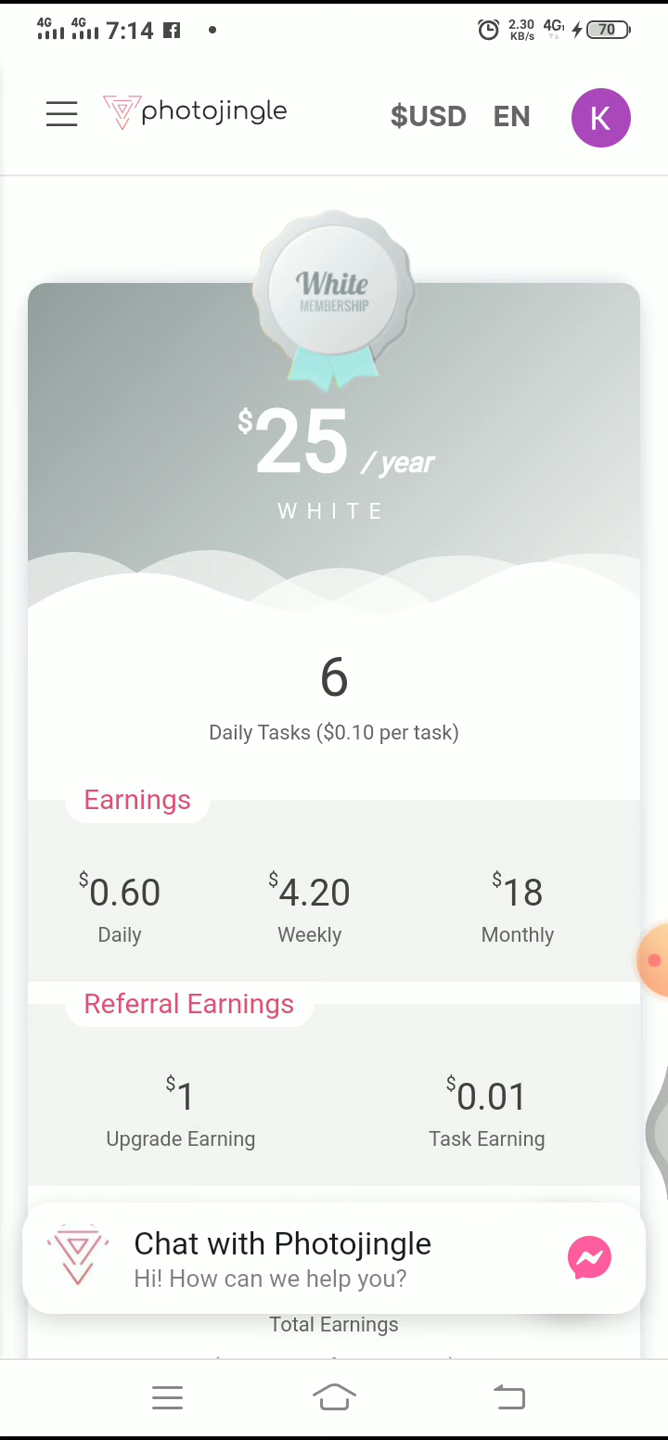 4G 4G 7:14 2.30 KB/s 4G 70
photojingle $USD EN K
White
MEMBERSHIP
$25 / year
WHITE
6
Daily Tasks ($0.10 per task)
Earnings
$0.60 $4.20 $18
Daily Weekly Monthly
Referral Earnings
$1 $0.01
Upgrade Earning Task Earning
Chat with Photojingle
Hi! How can we help you?
Total Earnings